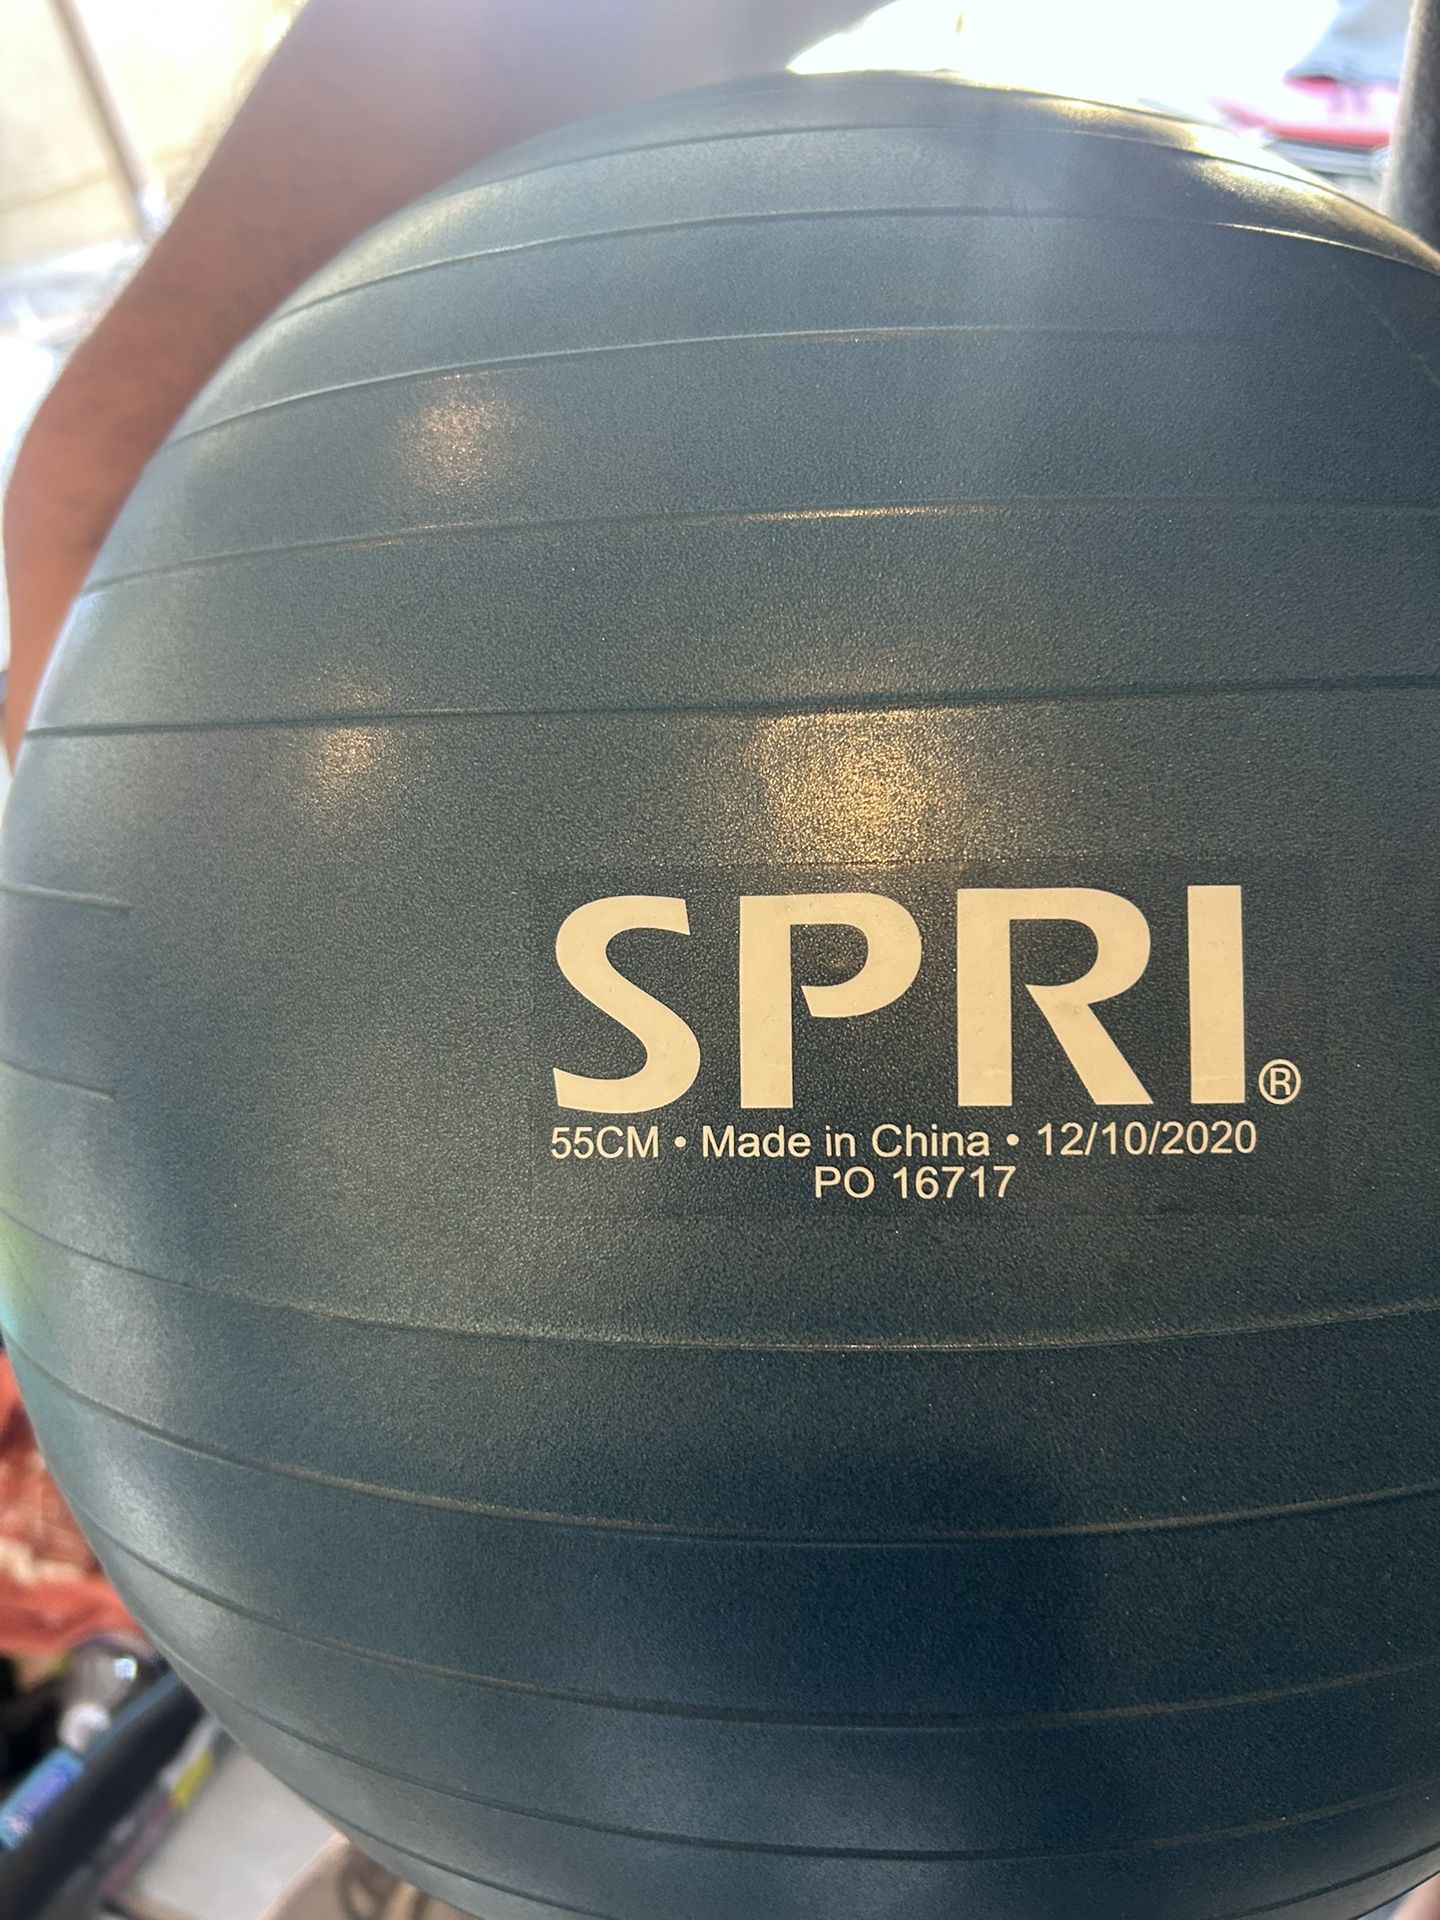 SPRI®
55CM • Made in China • 12/10/2020
PO 16717